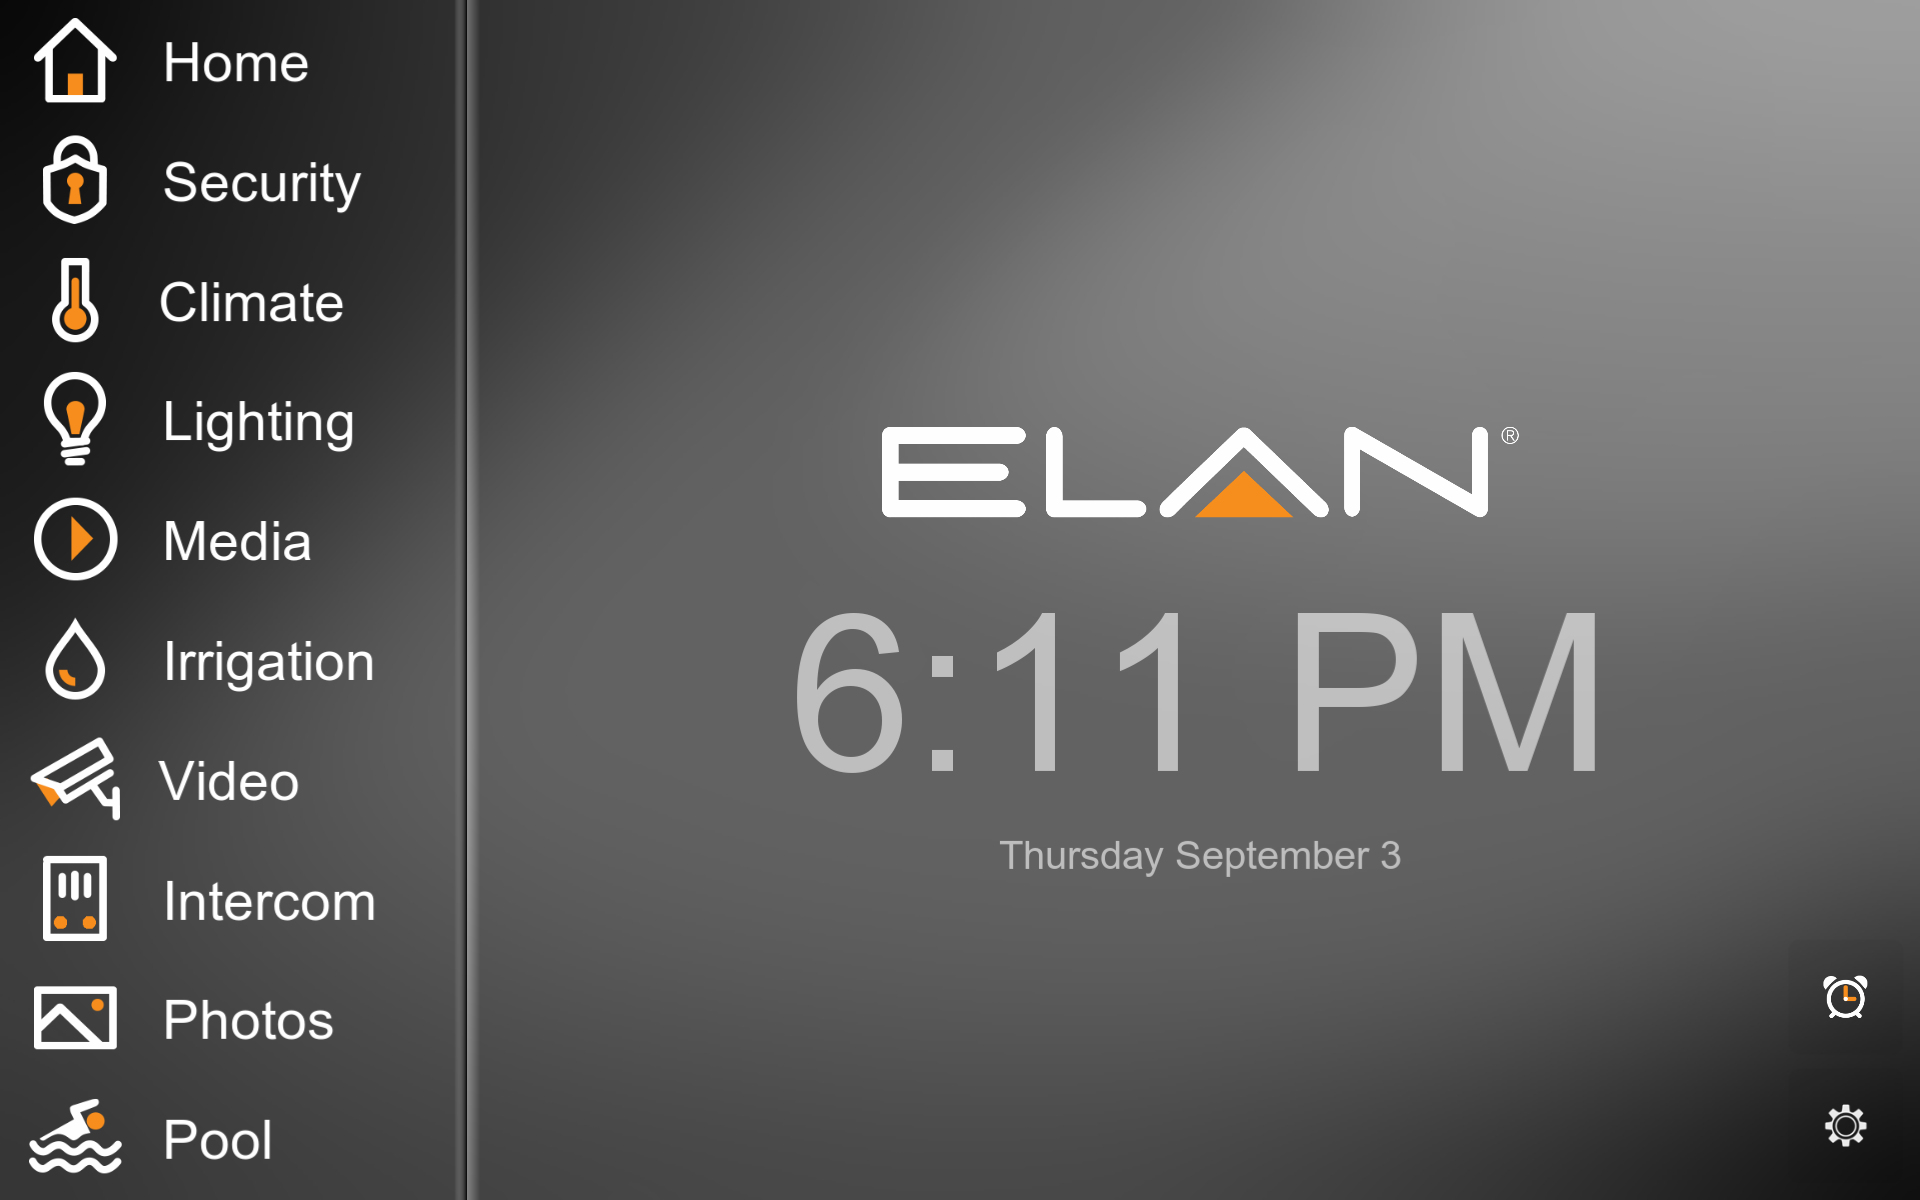 Home
Security
Climate
Lighting
Media
Irrigation
Video
Intercom
Photos
Pool
ELAN®
6:11 PM
Thursday September 3